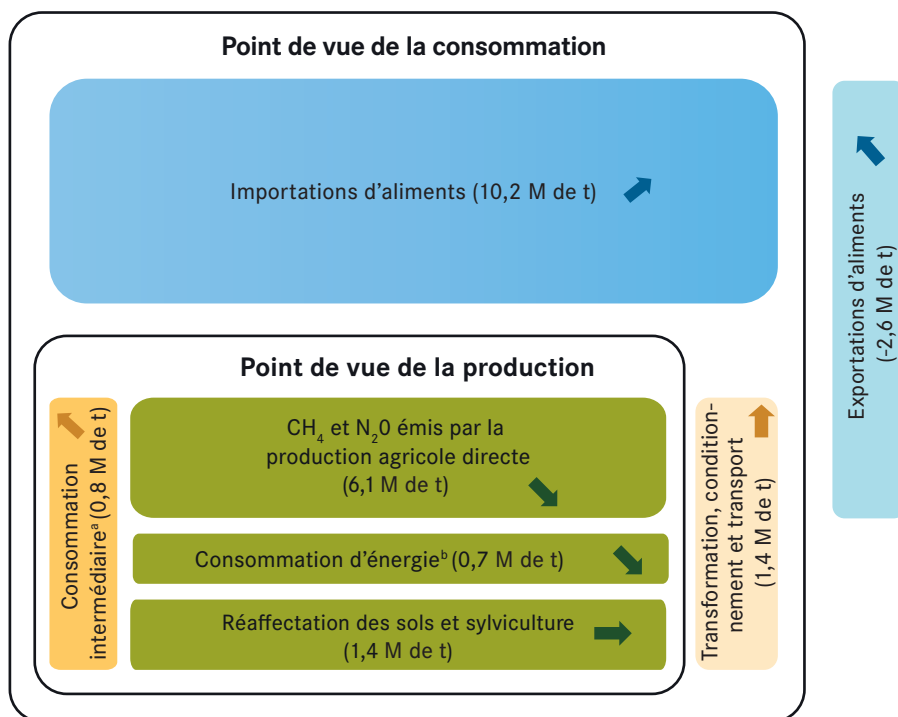 Point de vue de la consommation
Importations d'aliments (10,2 M de t)
Exportations d'aliments
(-2,6 M de t)
Point de vue de la production
Consommation
intermédiaireᵃ (0,8 M de t)
CH₄ et N₂0 émis par la
production agricole directe
(6,1 M de t)
Consommation d'énergieᵇ (0,7 M de t)
Réaffectation des sols et sylviculture
(1,4 M de t)
Transformation, condition-
nement et transport
(1,4 M de t)